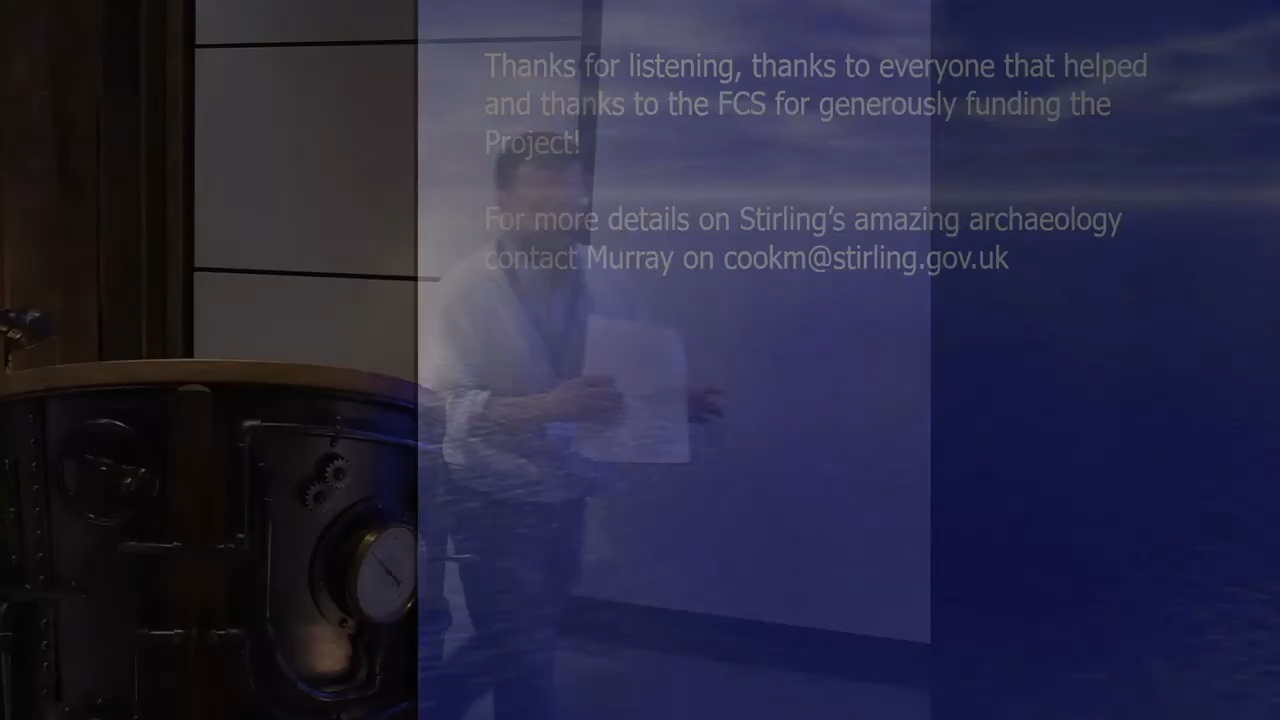 Thanks for listening, thanks to everyone that helped
and thanks to the FCS for generously funding the
Project!
For more details on Stirling's amazing archaeology
contact Murray on cookm@stirling.gov.uk